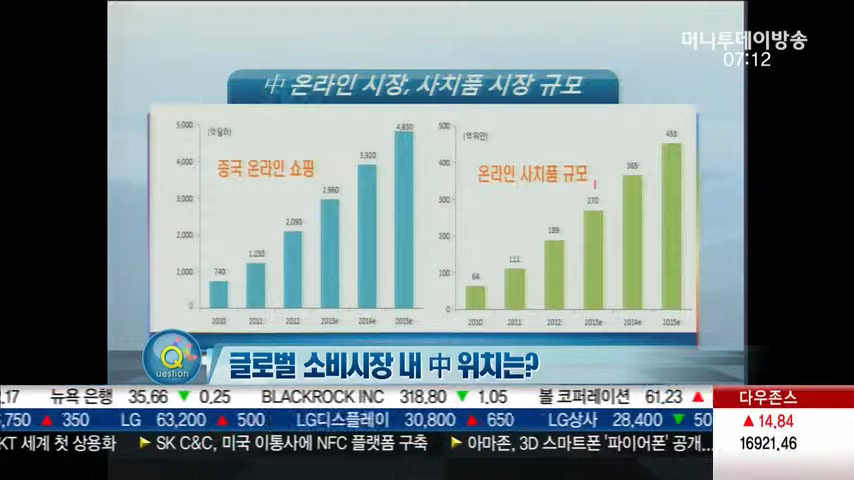 머니투데이방송
07:12
中 온라인 시장, 사치품 시장 규모
(억 달러)
중국 온라인 쇼핑
5,000
4,000
3,000
2,000
1,000
0
740
1,230
2,090
2,960
3,920
4,830
2010 2011 2012 2013e 2014e 2015e
(억 위안)
온라인 사치품 규모
500
400
300
200
100
0
64
111
189
270
365
453
2010 2011 2012 2013e 2014e 2015e
Question
글로벌 소비시장 내 中 위치는?
.17 뉴욕 은행 35.66 ▼ 0.25 BLACKROCK INC 318.80 ▼ 1.05 볼 코퍼레이션 61.23 ▲
다우존스
,750 ▲ 350 LG 63,200 ▲ 500 LG디스플레이 30,800 ▲ 650 LG상사 28,400 ▼ 50
▲ 14.84
KT 세계 첫 상용화 ▶ SK C&C, 미국 이통사에 NFC 플랫폼 구축 ▶ 아마존, 3D 스마트폰 '파이어폰' 공개...
16921.46